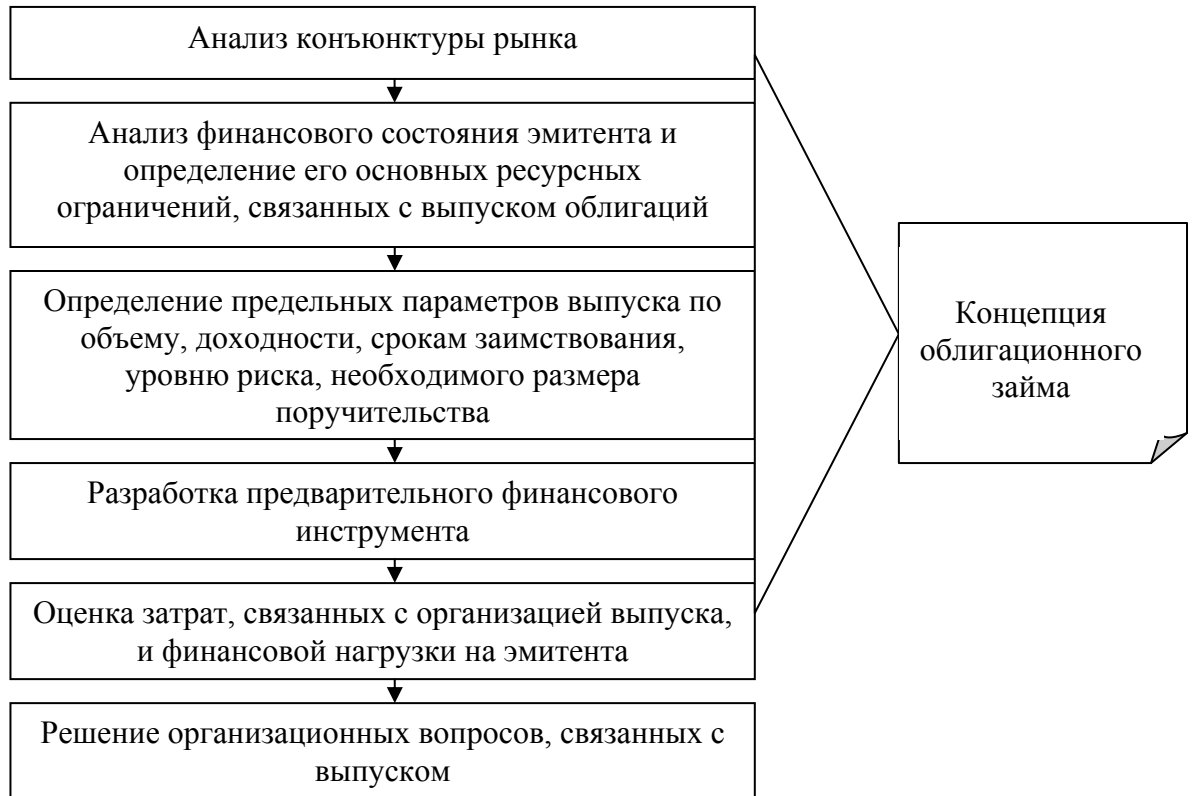 Анализ конъюнктуры рынка
Анализ финансового состояния эмитента и
определение его основных ресурсных
ограничений, связанных с выпуском облигаций
Определение предельных параметров выпуска по
объему, доходности, срокам заимствования,
уровню риска, необходимого размера
поручительства
Разработка предварительного финансового
инструмента
Оценка затрат, связанных с организацией выпуска,
и финансовой нагрузки на эмитента
Решение организационных вопросов, связанных с
выпуском
Концепция
облигационного
займа